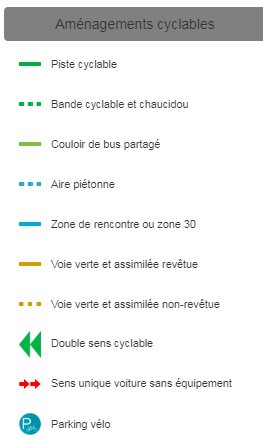 Aménagements cyclables
Piste cyclable
Bande cyclable et chaucidou
Couloir de bus partagé
Aire piétonne
Zone de rencontre ou zone 30
Voie verte et assimilée revêtue
Voie verte et assimilée non-revêtue
Double sens cyclable
Sens unique voiture sans équipement
P
Parking vélo